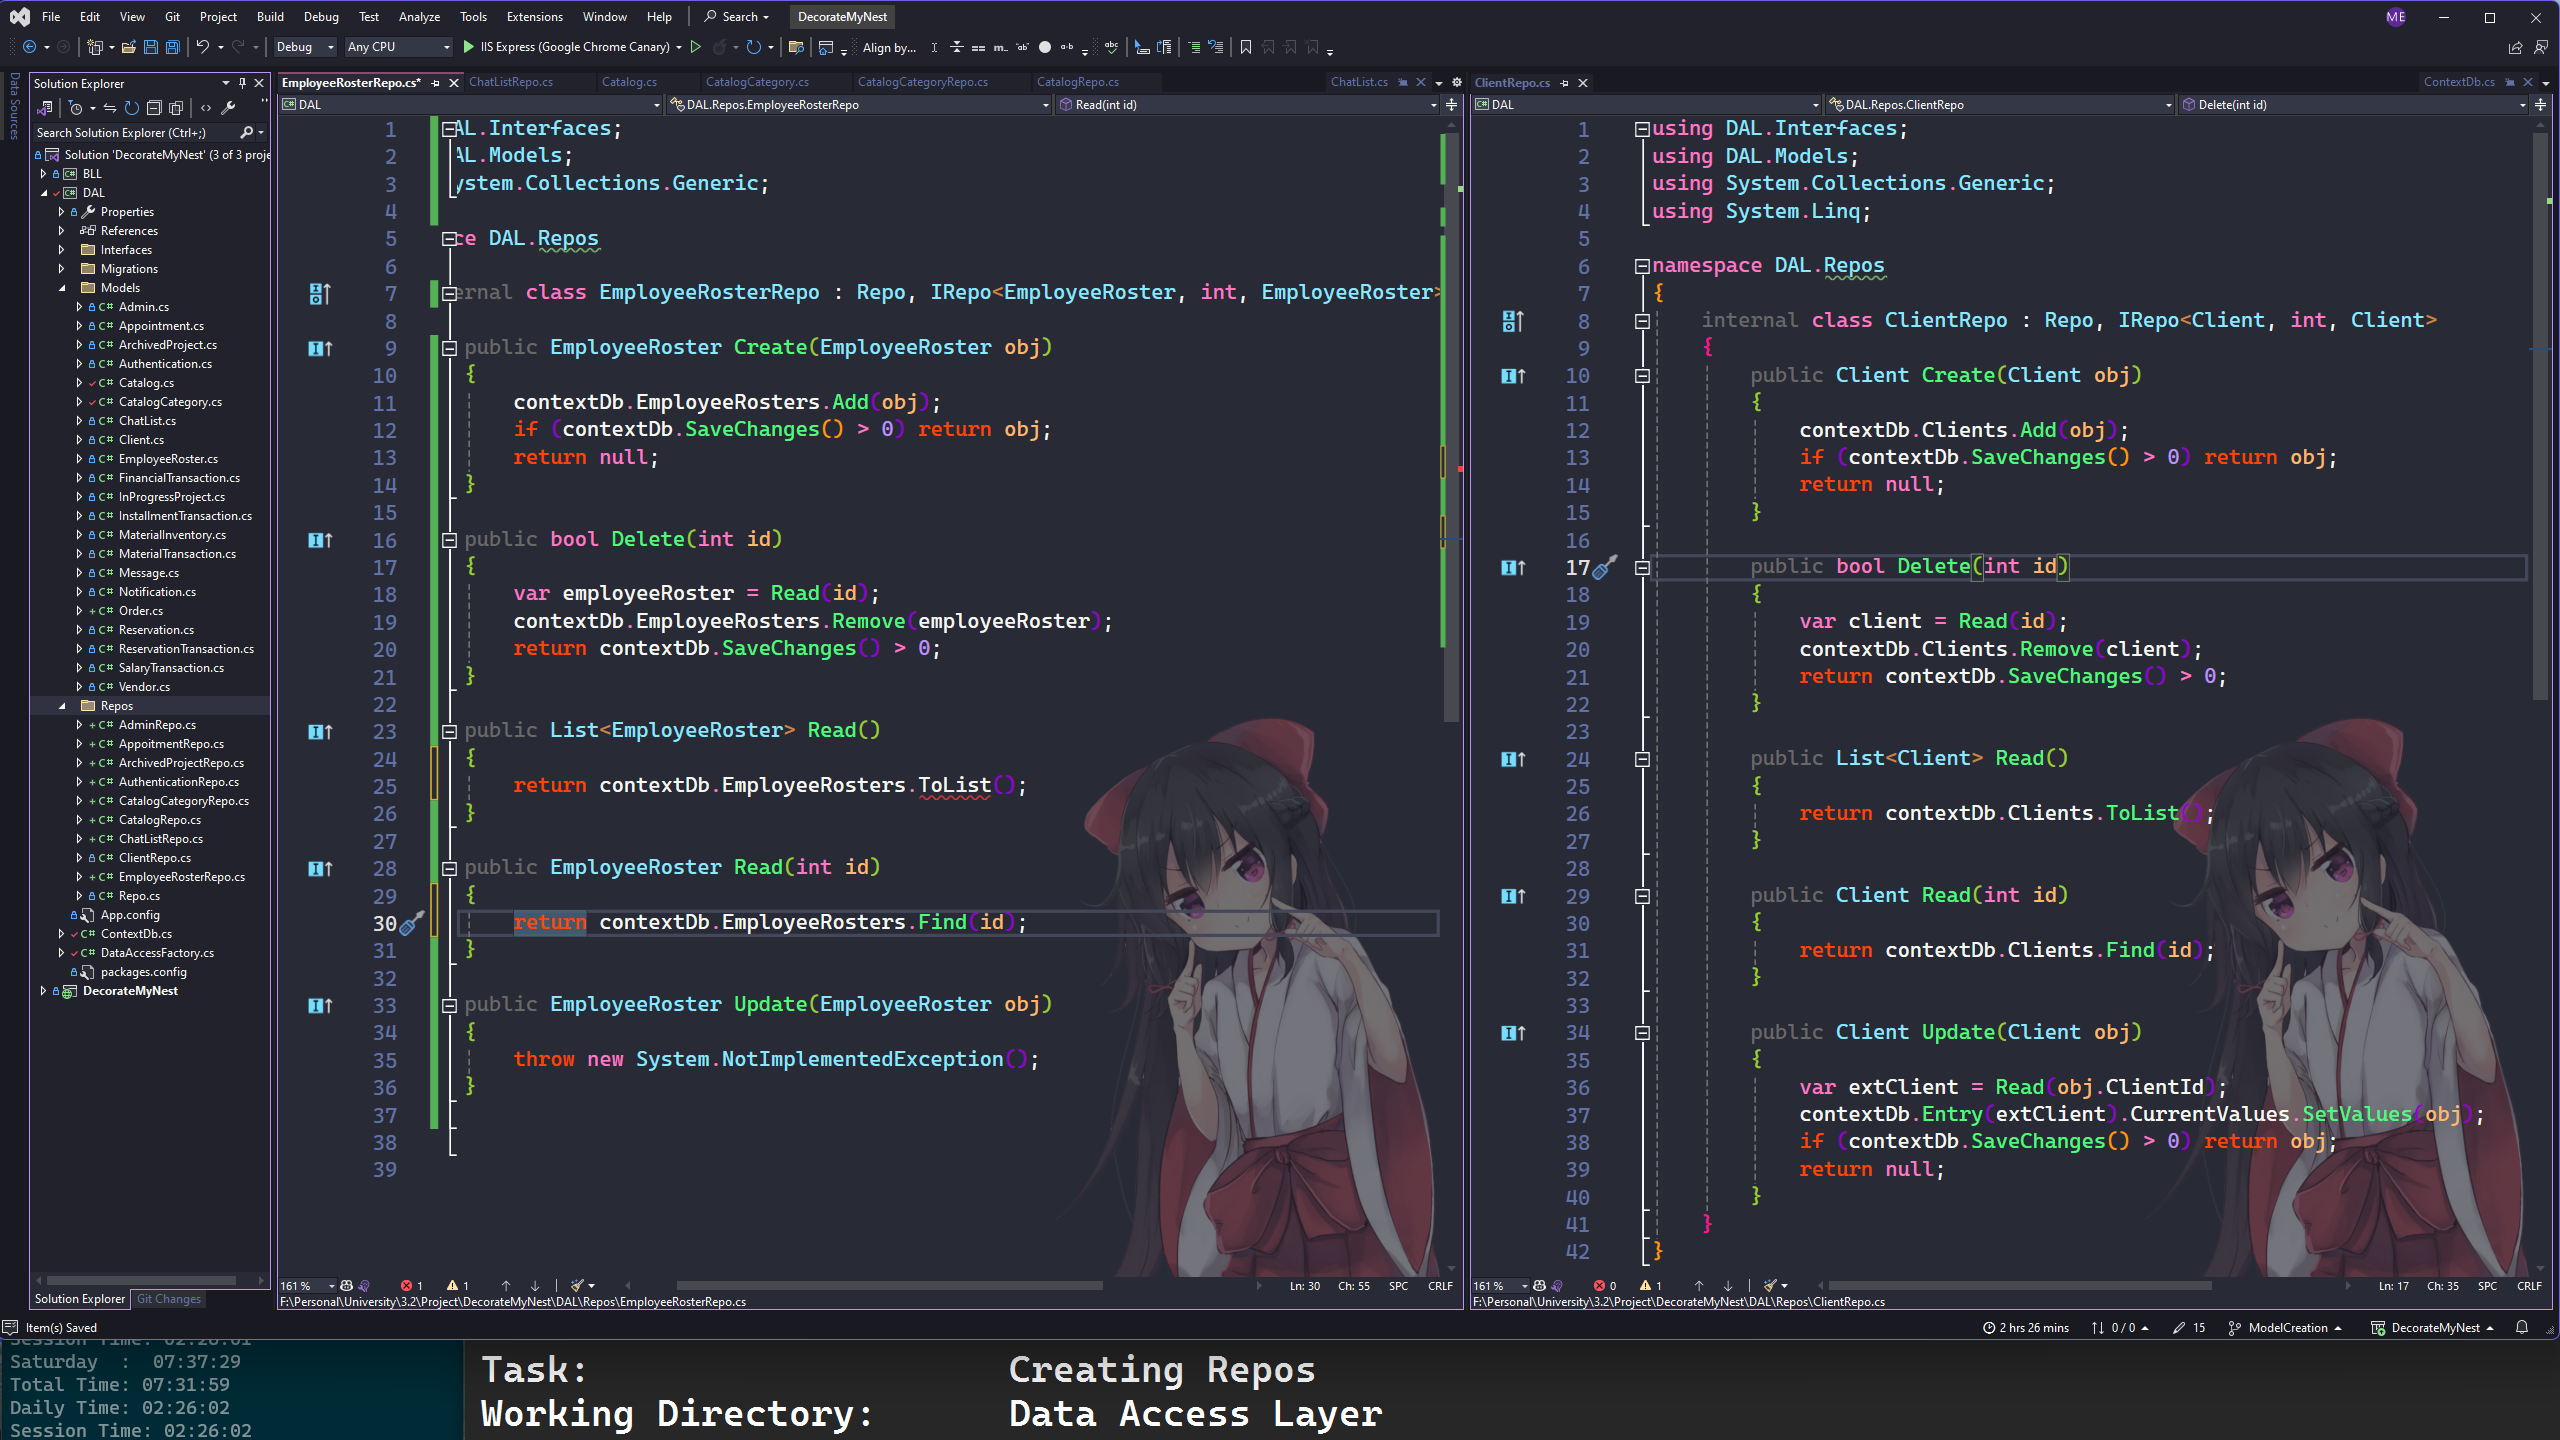 File Edit View Git Project Build Debug Test Analyze Tools Extensions Window Help Search DecorateMyNest ME
Debug Any CPU IIS Express (Google Chrome Canary) Align by...
Data Sources
Solution Explorer
Search Solution Explorer (Ctrl+;)
Solution 'DecorateMyNest' (3 of 3 proje
BLL
DAL
Properties
References
Interfaces
Migrations
Models
Admin.cs
Appointment.cs
ArchivedProject.cs
Authentication.cs
Catalog.cs
CatalogCategory.cs
ChatList.cs
Client.cs
EmployeeRoster.cs
FinancialTransaction.cs
InProgressProject.cs
InstallmentTransaction.cs
MaterialInventory.cs
MaterialTransaction.cs
Message.cs
Notification.cs
Order.cs
Reservation.cs
ReservationTransaction.cs
SalaryTransaction.cs
Vendor.cs
Repos
AdminRepo.cs
AppoitmentRepo.cs
ArchivedProjectRepo.cs
AuthenticationRepo.cs
CatalogCategoryRepo.cs
CatalogRepo.cs
ChatListRepo.cs
ClientRepo.cs
EmployeeRosterRepo.cs
Repo.cs
App.config
ContextDb.cs
DataAccessFactory.cs
packages.config
DecorateMyNest
Solution Explorer Git Changes
EmployeeRosterRepo.cs* ChatListRepo.cs Catalog.cs CatalogCategory.cs CatalogCategoryRepo.cs CatalogRepo.cs ChatList.cs
DAL DAL.Repos.EmployeeRosterRepo Read(int id)
1 AL.Interfaces;
2 AL.Models;
3 ystem.Collections.Generic;
4
5 ce DAL.Repos
6
7 ernal class EmployeeRosterRepo : Repo, IRepo<EmployeeRoster, int, EmployeeRoster>
8
9 public EmployeeRoster Create(EmployeeRoster obj)
10 {
11 contextDb.EmployeeRosters.Add(obj);
12 if (contextDb.SaveChanges() > 0) return obj;
13 return null;
14 }
15
16 public bool Delete(int id)
17 {
18 var employeeRoster = Read(id);
19 contextDb.EmployeeRosters.Remove(employeeRoster);
20 return contextDb.SaveChanges() > 0;
21 }
22
23 public List<EmployeeRoster> Read()
24 {
25 return contextDb.EmployeeRosters.ToList();
26 }
27
28 public EmployeeRoster Read(int id)
29 {
30 return contextDb.EmployeeRosters.Find(id);
31 }
32
33 public EmployeeRoster Update(EmployeeRoster obj)
34 {
35 throw new System.NotImplementedException();
36 }
37
38
39
161 % 1 1 Ln: 30 Ch: 55 SPC CRLF
F:\Personal\University\3.2\Project\DecorateMyNest\DAL\Repos\EmployeeRosterRepo.cs
ClientRepo.cs ContextDb.cs
DAL DAL.Repos.ClientRepo Delete(int id)
1 using DAL.Interfaces;
2 using DAL.Models;
3 using System.Collections.Generic;
4 using System.Linq;
5
6 namespace DAL.Repos
7 {
8 internal class ClientRepo : Repo, IRepo<Client, int, Client>
9 {
10 public Client Create(Client obj)
11 {
12 contextDb.Clients.Add(obj);
13 if (contextDb.SaveChanges() > 0) return obj;
14 return null;
15 }
16
17 public bool Delete(int id)
18 {
19 var client = Read(id);
20 contextDb.Clients.Remove(client);
21 return contextDb.SaveChanges() > 0;
22 }
23
24 public List<Client> Read()
25 {
26 return contextDb.Clients.ToList();
27 }
28
29 public Client Read(int id)
30 {
31 return contextDb.Clients.Find(id);
32 }
33
34 public Client Update(Client obj)
35 {
36 var extClient = Read(obj.ClientId);
37 contextDb.Entry(extClient).CurrentValues.SetValues(obj);
38 if (contextDb.SaveChanges() > 0) return obj;
39 return null;
40 }
41 }
42 }
161 % 0 1 Ln: 17 Ch: 35 SPC CRLF
F:\Personal\University\3.2\Project\DecorateMyNest\DAL\Repos\ClientRepo.cs
Item(s) Saved 2 hrs 26 mins 0 / 0 15 ModelCreation DecorateMyNest
Session Time: 02:26:01
Saturday : 07:37:29
Total Time: 07:31:59
Daily Time: 02:26:02
Session Time: 02:26:02
Task: Creating Repos
Working Directory: Data Access Layer